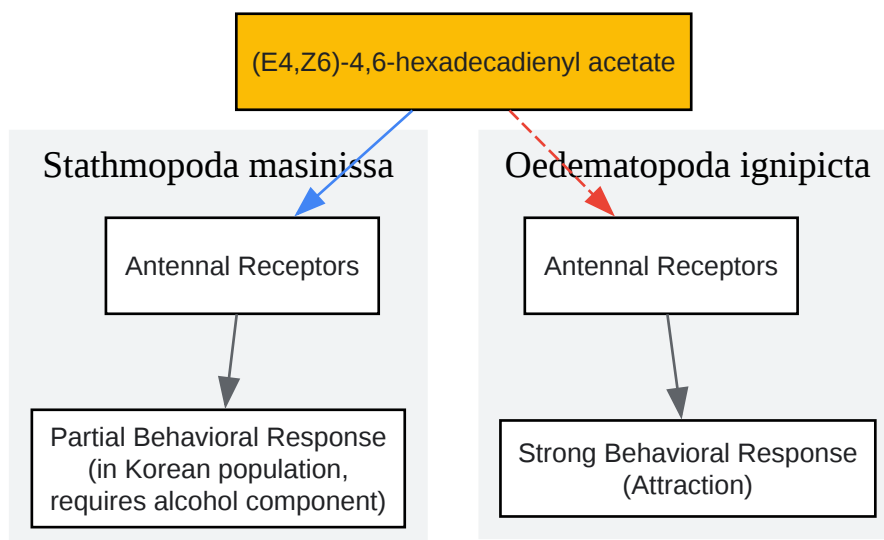 (E4,Z6)-4,6-hexadecadienyl acetate
Stathmopoda masinissa
Oedematopoda ignipicta
Antennal Receptors
Antennal Receptors
Partial Behavioral Response
(in Korean population,
requires alcohol component)
Strong Behavioral Response
(Attraction)